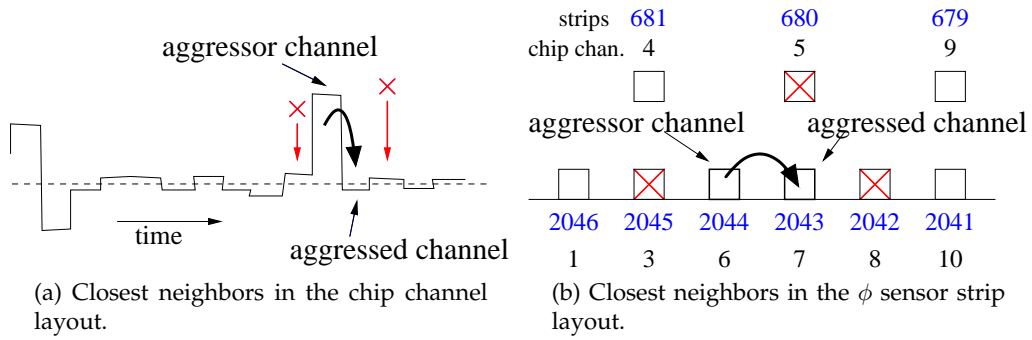 aggressor channel
time
aggressed channel
(a) Closest neighbors in the chip channel
layout.
strips 681 680 679
chip chan. 4 5 9
aggressor channel aggressed channel
2046 2045 2044 2043 2042 2041
1 3 6 7 8 10
(b) Closest neighbors in the ϕ sensor strip
layout.